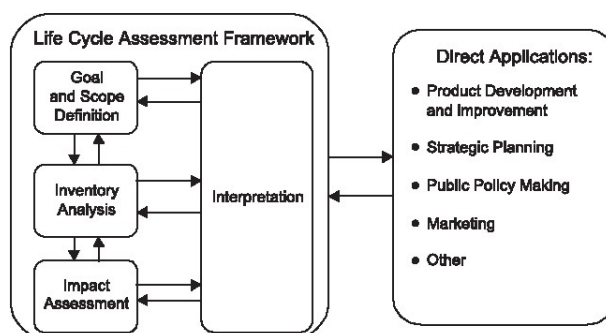 Life Cycle Assessment Framework
Goal
and Scope
Definition
Inventory
Analysis
Impact
Assessment
Interpretation
Direct Applications:
• Product Development
and Improvement
• Strategic Planning
• Public Policy Making
• Marketing
• Other